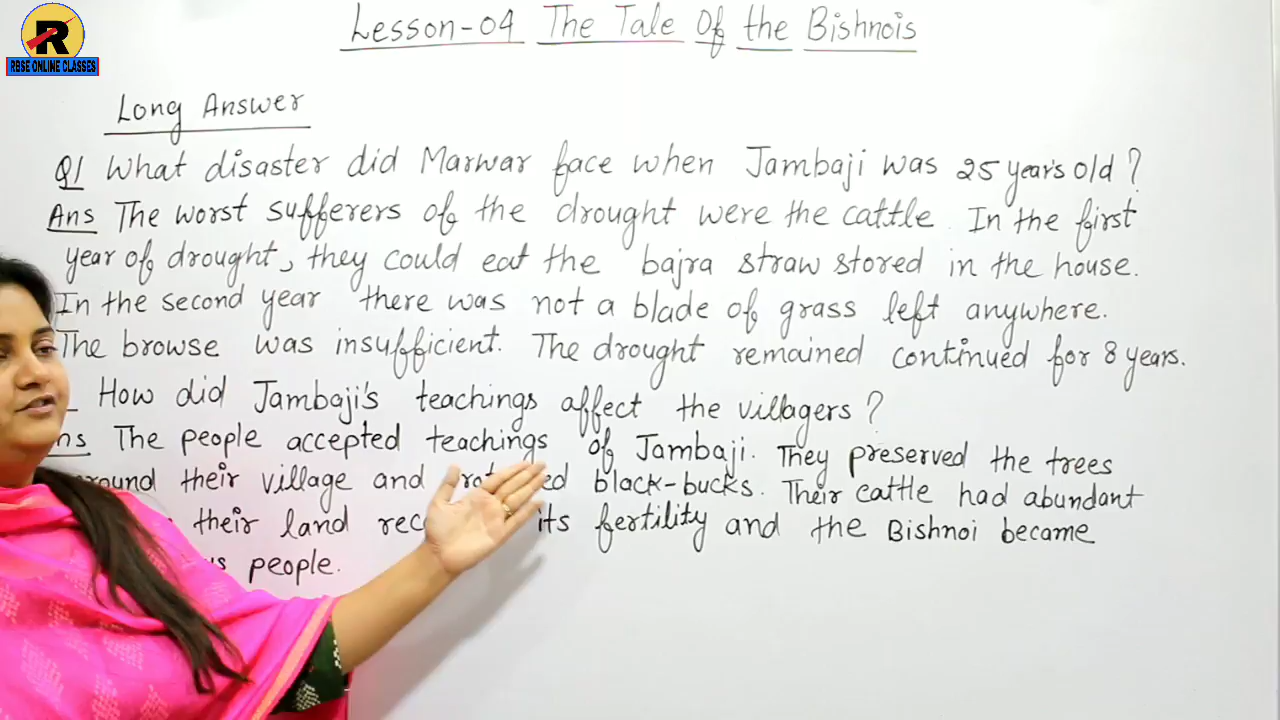 R
RBSE ONLINE CLASSES
Lesson-04 The Tale Of the Bishnois
Long Answer
Q1 What disaster did Marwar face when Jambaji was 25 years old?
Ans The worst sufferers of the drought were the cattle. In the first
year of drought, they could eat the bajra straw stored in the house.
In the second year there was not a blade of grass left anywhere.
The browse was insufficient. The drought remained continued for 8 years.
How did Jambaji's teachings affect the villagers?
The people accepted teachings of Jambaji. They preserved the trees
their village and black-bucks. Their cattle had abundant
their land its fertility and the Bishnoi became
people.